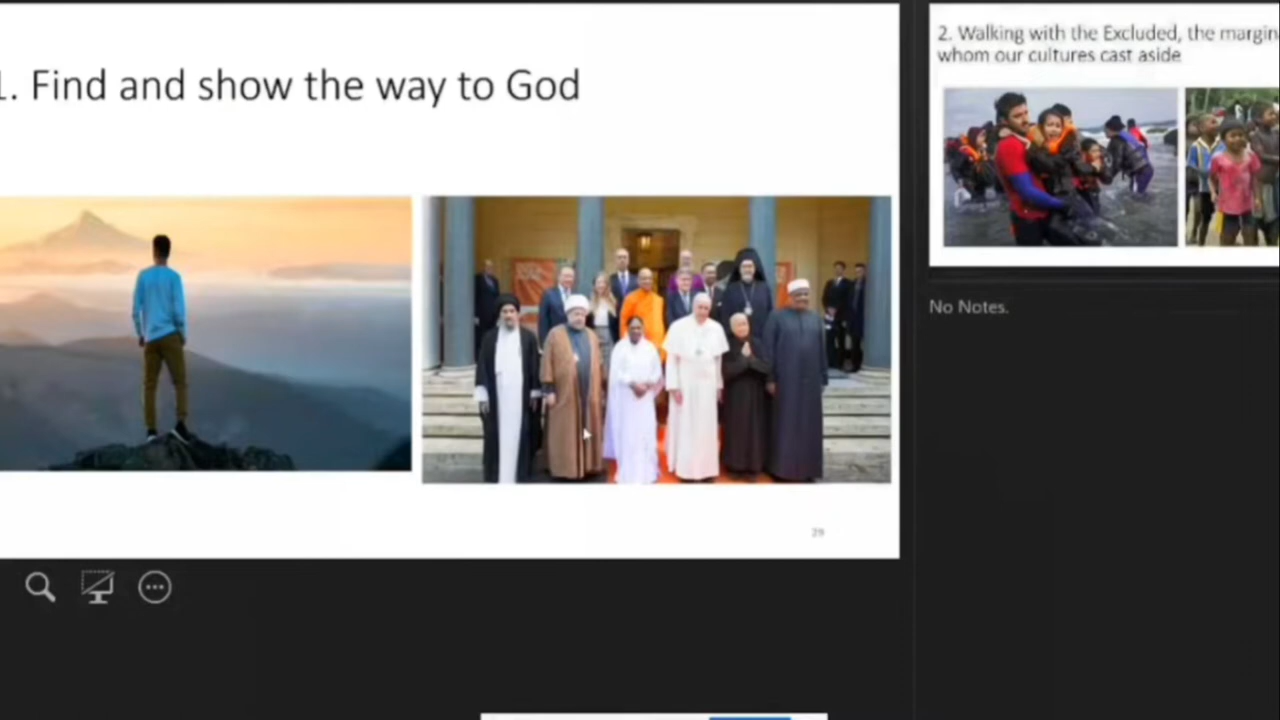 1. Find and show the way to God
29
2. Walking with the Excluded, the margin
whom our cultures cast aside
No Notes.